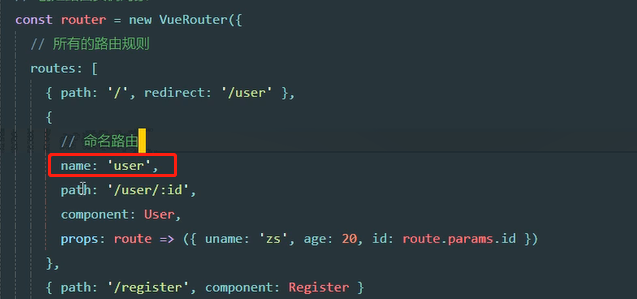 const router = new VueRouter({
// 所有的路由规则
routes: [
{ path: '/', redirect: '/user' },
{
// 命名路由
name: 'user',
path: '/user/:id',
component: User,
props: route => ({ uname: 'zs', age: 20, id: route.params.id })
},
{ path: '/register', component: Register }